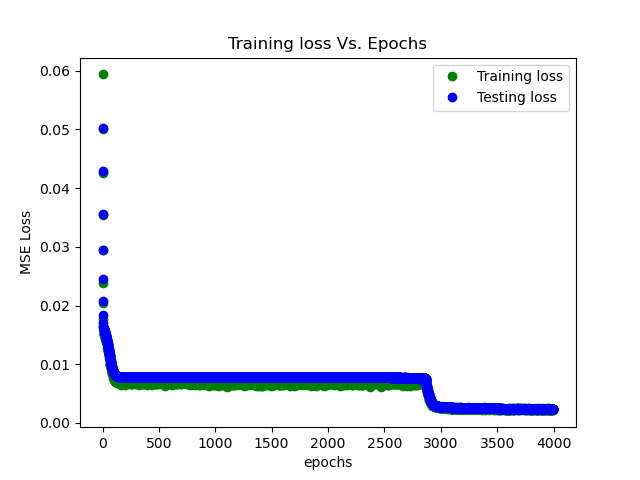 Training loss Vs. Epochs
Training loss
Testing loss
MSE Loss
0.06
0.05
0.04
0.03
0.02
0.01
0.00
0 500 1000 1500 2000 2500 3000 3500 4000
epochs